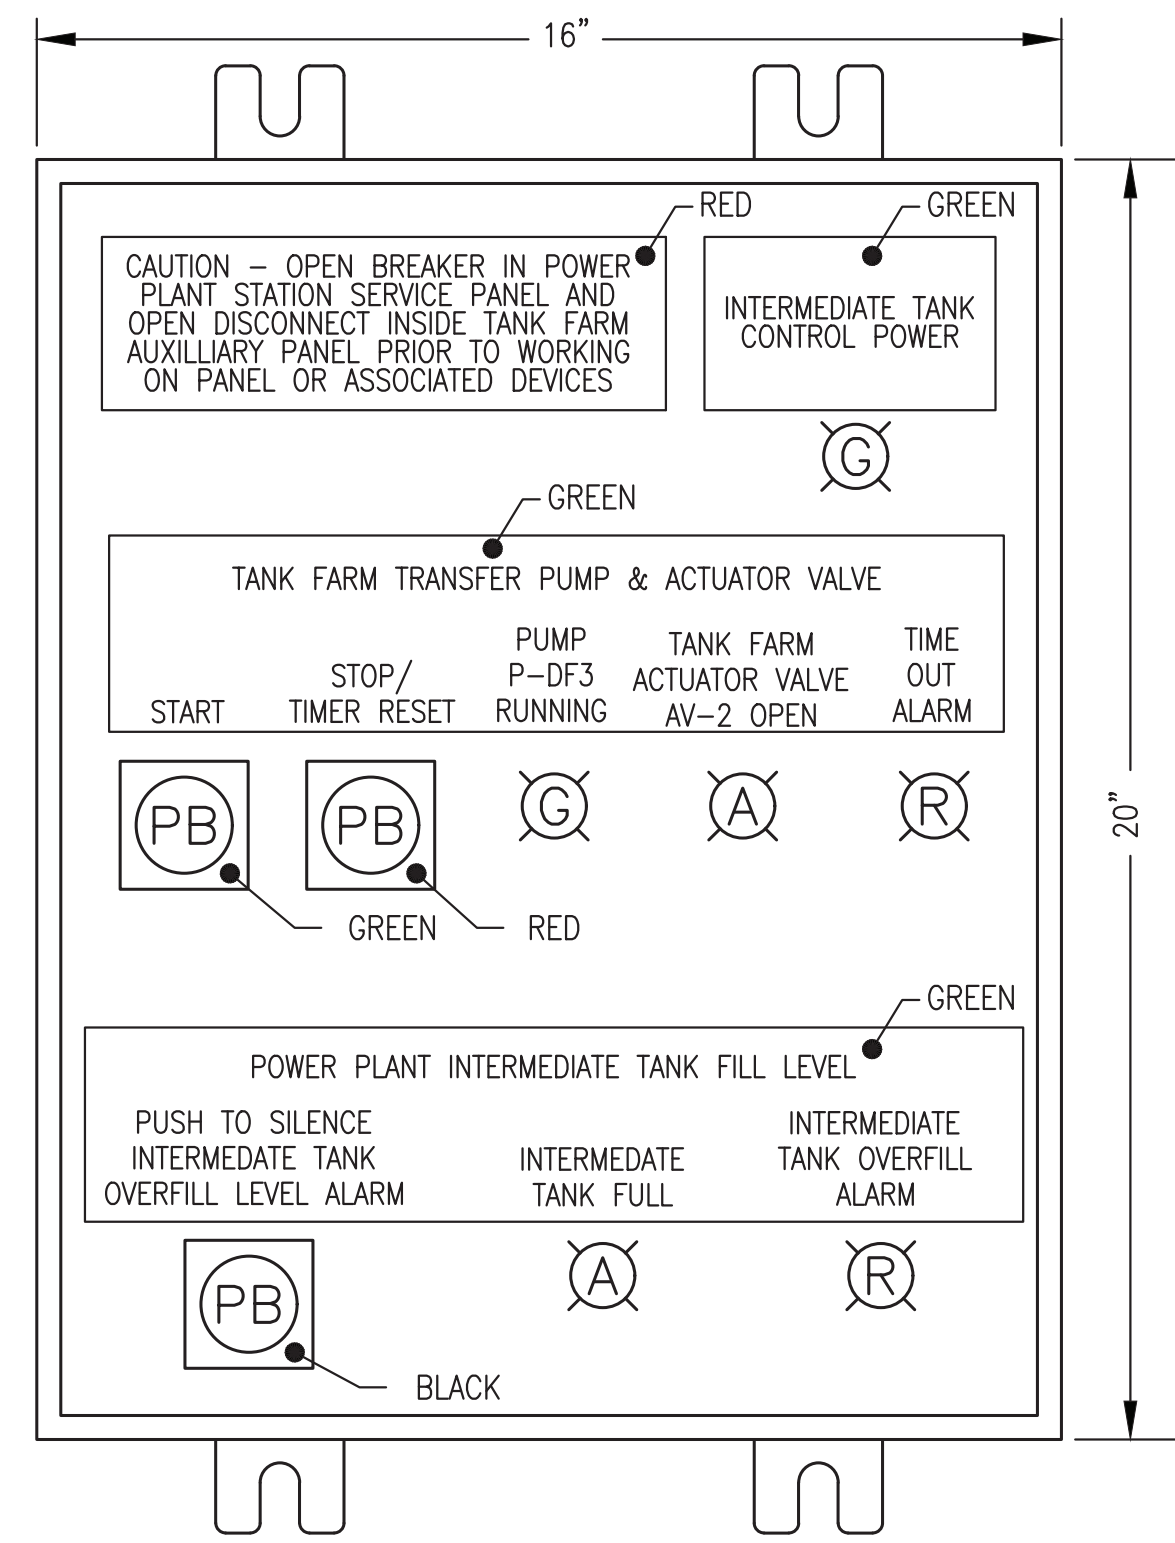 16”
RED
GREEN
CAUTION – OPEN BREAKER IN POWER
PLANT STATION SERVICE PANEL AND
OPEN DISCONNECT INSIDE TANK FARM
AUXILLIARY PANEL PRIOR TO WORKING
ON PANEL OR ASSOCIATED DEVICES
INTERMEDIATE TANK
CONTROL POWER
G
GREEN
TANK FARM TRANSFER PUMP & ACTUATOR VALVE
START
STOP/
TIMER RESET
PUMP
P–DF3
RUNNING
TANK FARM
ACTUATOR VALVE
AV–2 OPEN
TIME
OUT
ALARM
PB
PB
G
A
R
20”
GREEN
RED
GREEN
POWER PLANT INTERMEDIATE TANK FILL LEVEL
PUSH TO SILENCE
INTERMEDATE TANK
OVERFILL LEVEL ALARM
INTERMEDATE
TANK FULL
INTERMEDIATE
TANK OVERFILL
ALARM
PB
A
R
BLACK